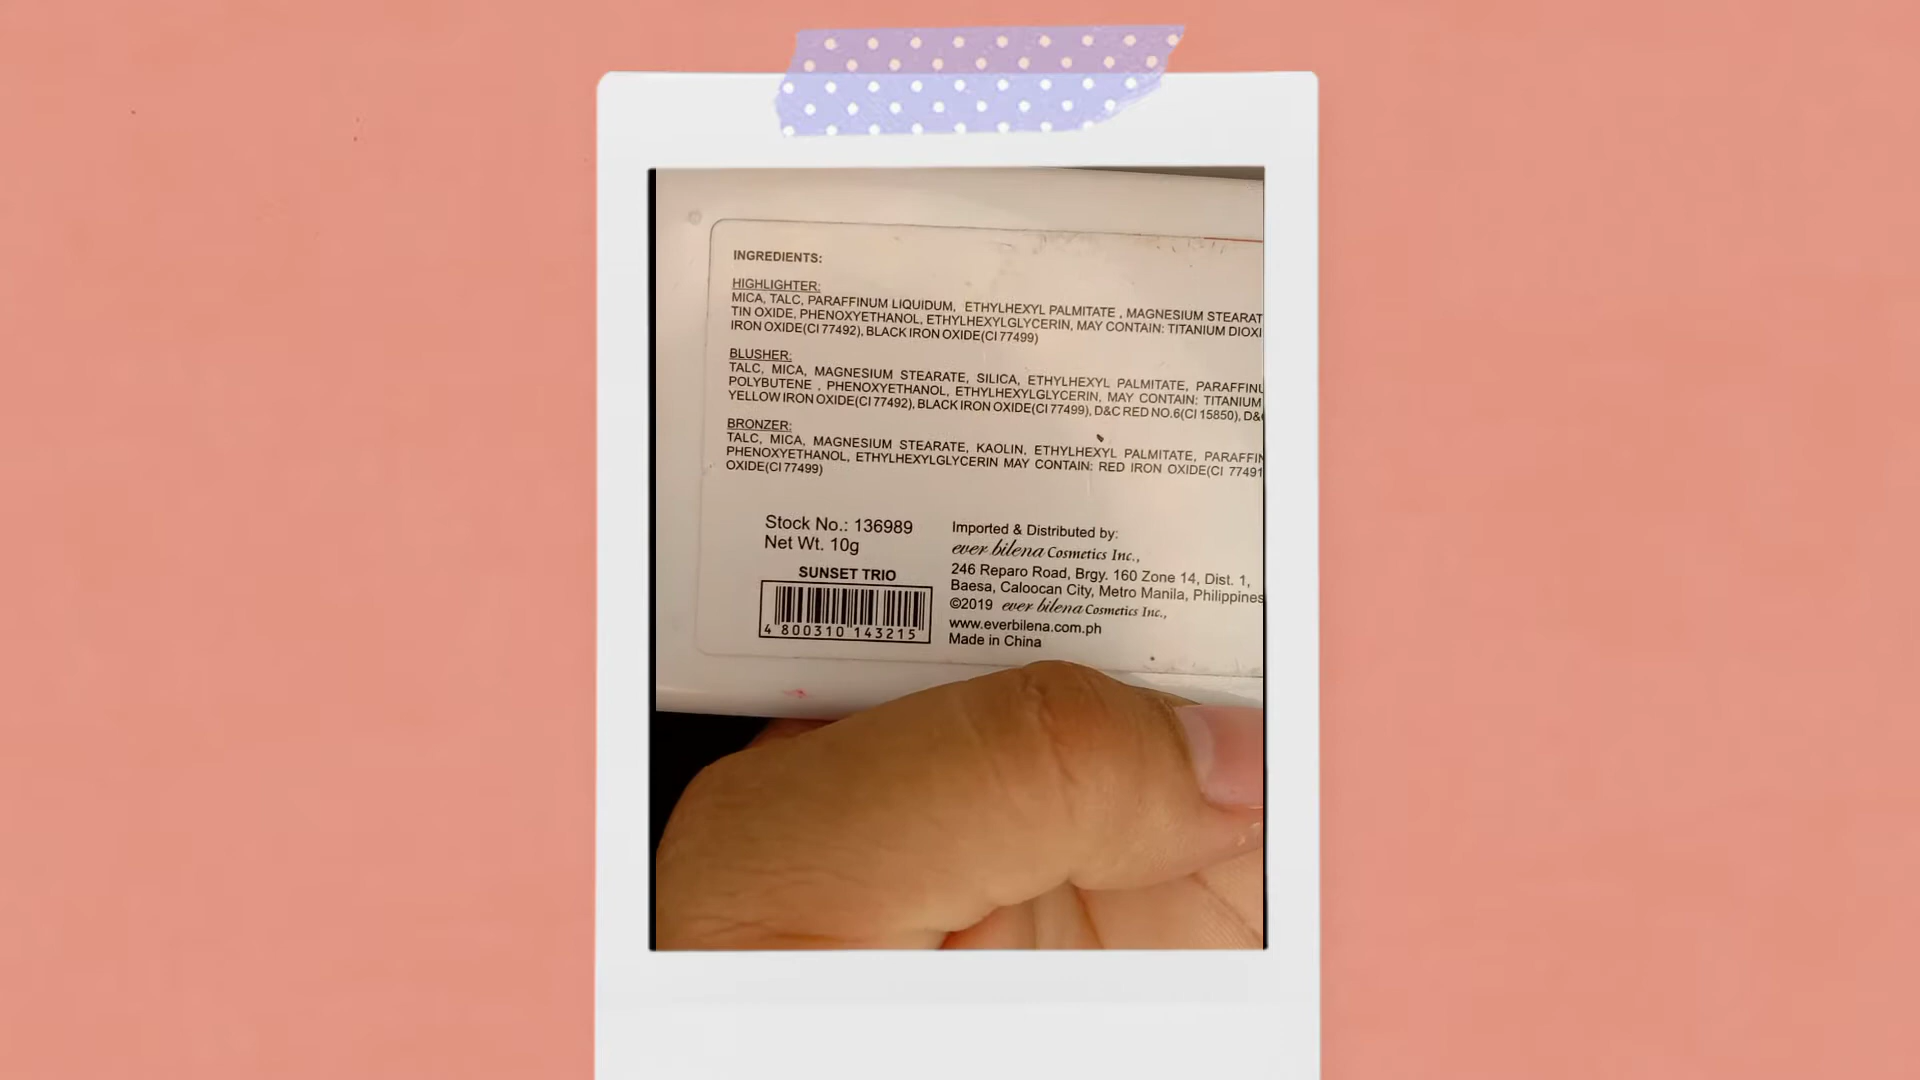 INGREDIENTS:
HIGHLIGHTER:
MICA, TALC, PARAFFINUM LIQUIDUM, ETHYLHEXYL PALMITATE , MAGNESIUM STEARAT
TIN OXIDE, PHENOXYETHANOL, ETHYLHEXYLGLYCERIN, MAY CONTAIN: TITANIUM DIOXI
IRON OXIDE(CI 77492), BLACK IRON OXIDE(CI 77499)
BLUSHER:
TALC, MICA, MAGNESIUM STEARATE, SILICA, ETHYLHEXYL PALMITATE, PARAFFINU
POLYBUTENE , PHENOXYETHANOL, ETHYLHEXYLGLYCERIN, MAY CONTAIN: TITANIUM
YELLOW IRON OXIDE(CI 77492), BLACK IRON OXIDE(CI 77499), D&C RED NO.6(CI 15850), D&
BRONZER:
TALC, MICA, MAGNESIUM STEARATE, KAOLIN, ETHYLHEXYL PALMITATE, PARAFFIN
PHENOXYETHANOL, ETHYLHEXYLGLYCERIN MAY CONTAIN: RED IRON OXIDE(CI 77491
OXIDE(CI 77499)
Stock No.: 136989
Net Wt. 10g
SUNSET TRIO
4 800310 143215
Imported & Distributed by:
ever bilena Cosmetics Inc.,
246 Reparo Road, Brgy. 160 Zone 14, Dist. 1,
Baesa, Caloocan City, Metro Manila, Philippines
©2019 ever bilena Cosmetics Inc.,
www.everbilena.com.ph
Made in China